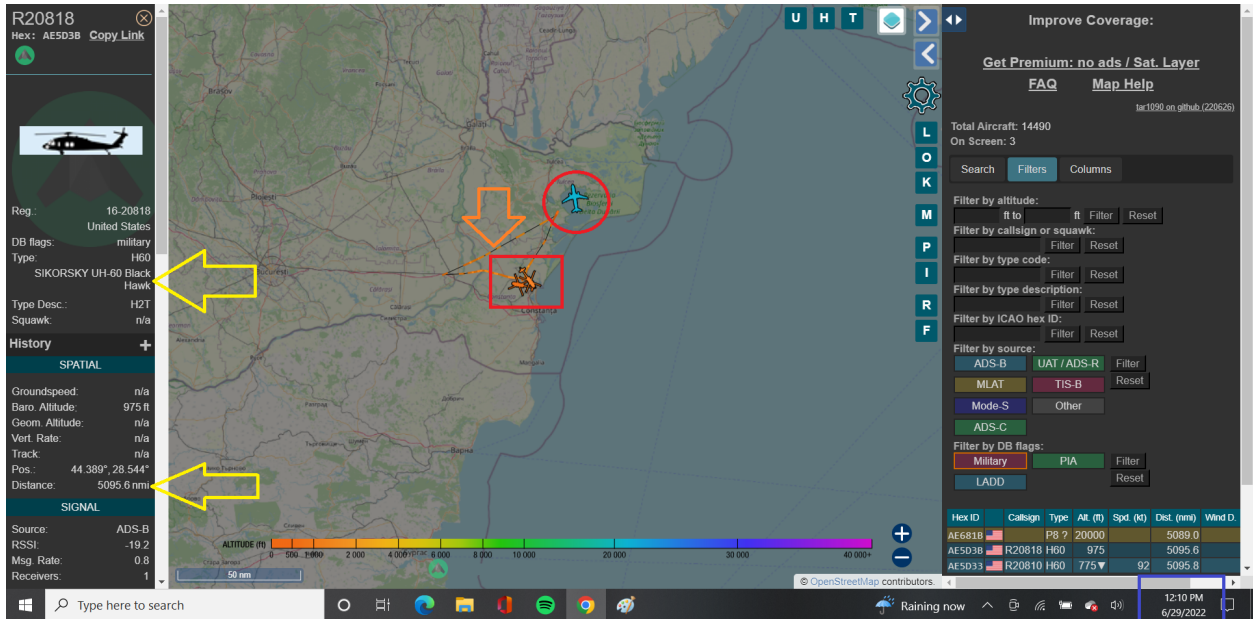 R20818
Hex: AE5D3B Copy Link
Reg.: 16-20818
United States
DB flags: military
Type: H60
SIKORSKY UH-60 Black
Hawk
Type Desc.: H2T
Squawk: n/a
History +
SPATIAL
Groundspeed: n/a
Baro. Altitude: 975 ft
Geom. Altitude: n/a
Vert. Rate: n/a
Track: n/a
Pos.: 44.389°, 28.544°
Distance: 5095.6 nmi
SIGNAL
Source: ADS-B
RSSI: -19.2
Msg. Rate: 0.8
Receivers: 1
Brașov
Galați
Ploiești
București
Constanța
Mangalia
Варна
ALTITUDE (ft) 0 500 1 000 2 000 4 000 6 000 8 000 10 000 20 000 30 000 40 000+
50 nm
© OpenStreetMap contributors.
U H T
L
O
K
M
P
I
R
F
Improve Coverage:
Get Premium: no ads / Sat. Layer
FAQ Map Help
tar1090 on github (220626)
Total Aircraft: 14490
On Screen: 3
Search Filters Columns
Filter by altitude:
ft to ft Filter Reset
Filter by callsign or squawk:
Filter Reset
Filter by type code:
Filter Reset
Filter by type description:
Filter Reset
Filter by ICAO hex ID:
Filter Reset
Filter by source:
ADS-B UAT / ADS-R Filter
MLAT TIS-B Reset
Mode-S Other
ADS-C
Filter by DB flags:
Military PIA Filter
LADD Reset
Hex ID Callsign Type Alt. (ft) Spd. (kt) Dist. (nmi) Wind D.
AE681B P8 ? 20000 5089.0
AE5D3B R20818 H60 975 5095.6
AE5D33 R20810 H60 775▼ 92 5095.8
Type here to search
Raining now
12:10 PM
6/29/2022